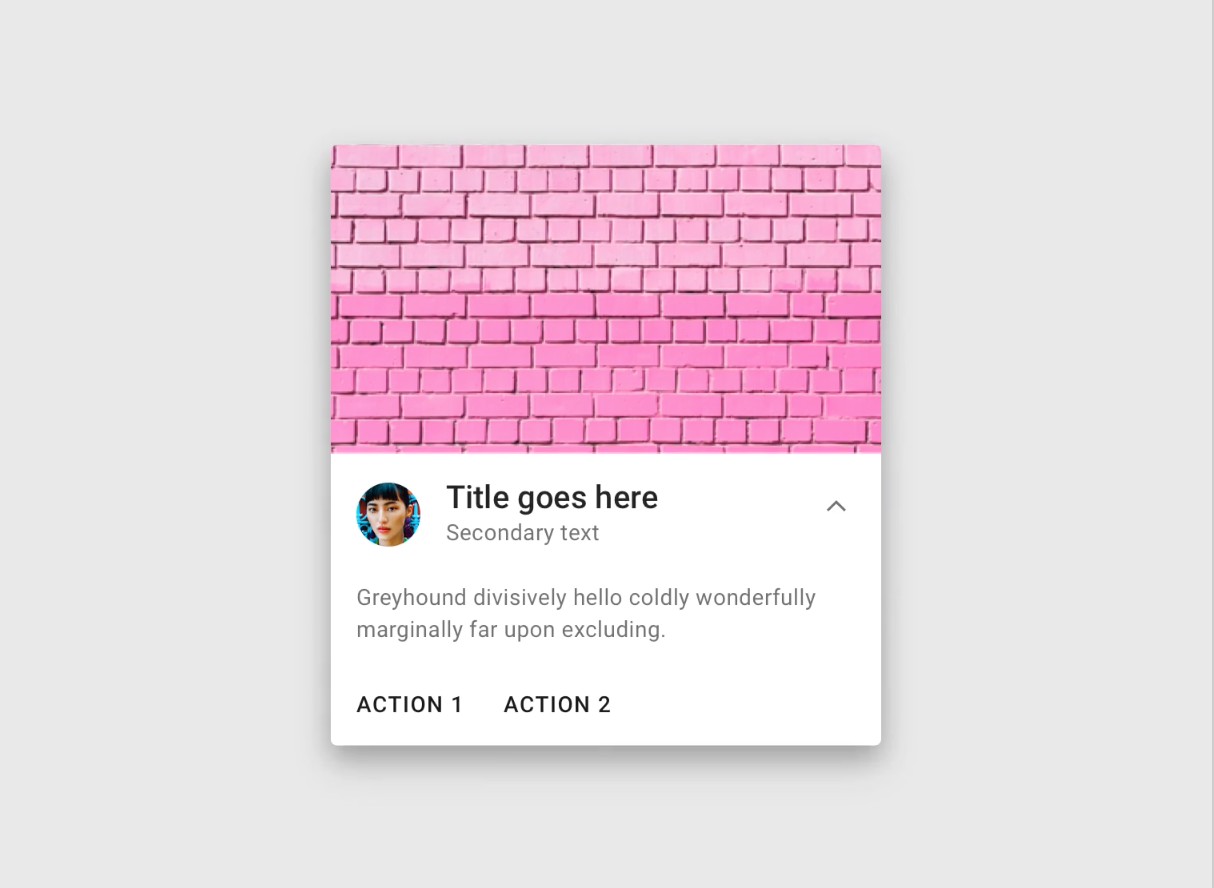 Title goes here
Secondary text
Greyhound divisively hello coldly wonderfully
marginally far upon excluding.
ACTION 1 ACTION 2